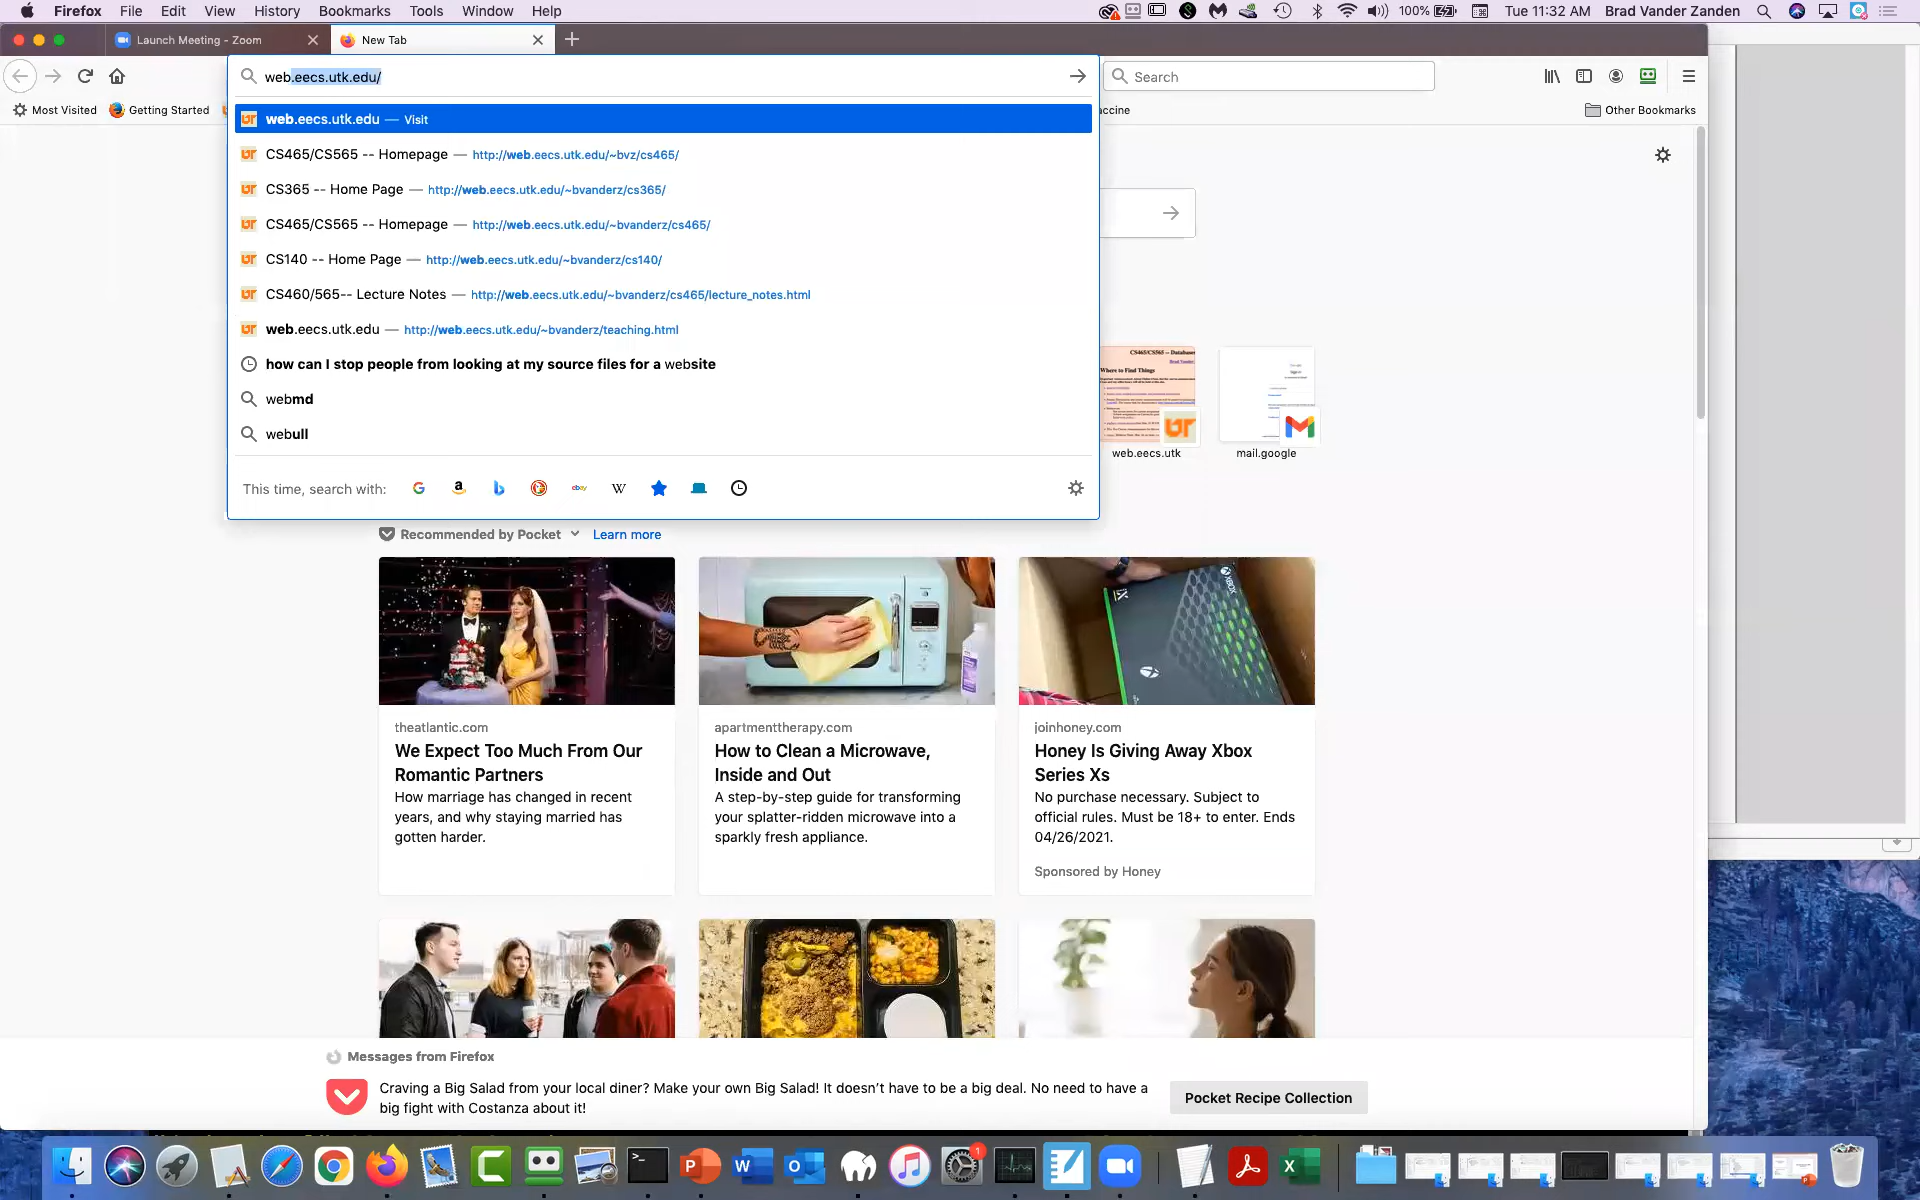 Firefox File Edit View History Bookmarks Tools Window Help 100% Tue 11:32 AM Brad Vander Zanden
Launch Meeting - Zoom New Tab
web.eecs.utk.edu/ Search
Most Visited Getting Started accine Other Bookmarks
web.eecs.utk.edu — Visit
CS465/CS565 -- Homepage — http://web.eecs.utk.edu/~bvz/cs465/
CS365 -- Home Page — http://web.eecs.utk.edu/~bvanderz/cs365/
CS465/CS565 -- Homepage — http://web.eecs.utk.edu/~bvanderz/cs465/
CS140 -- Home Page — http://web.eecs.utk.edu/~bvanderz/cs140/
CS460/565-- Lecture Notes — http://web.eecs.utk.edu/~bvanderz/cs465/lecture_notes.html
web.eecs.utk.edu — http://web.eecs.utk.edu/~bvanderz/teaching.html
how can I stop people from looking at my source files for a website
webmd
webull
CS465/CS565 -- Databases
Where to Find Things
web.eecs.utk mail.google
This time, search with:
Recommended by Pocket Learn more
theatlantic.com
We Expect Too Much From Our
Romantic Partners
How marriage has changed in recent
years, and why staying married has
gotten harder.
apartmenttherapy.com
How to Clean a Microwave,
Inside and Out
A step-by-step guide for transforming
your splatter-ridden microwave into a
sparkly fresh appliance.
XBOX
joinhoney.com
Honey Is Giving Away Xbox
Series Xs
No purchase necessary. Subject to
official rules. Must be 18+ to enter. Ends
04/26/2021.
Sponsored by Honey
Messages from Firefox
Craving a Big Salad from your local diner? Make your own Big Salad! It doesn't have to be a big deal. No need to have a
big fight with Costanza about it!
Pocket Recipe Collection